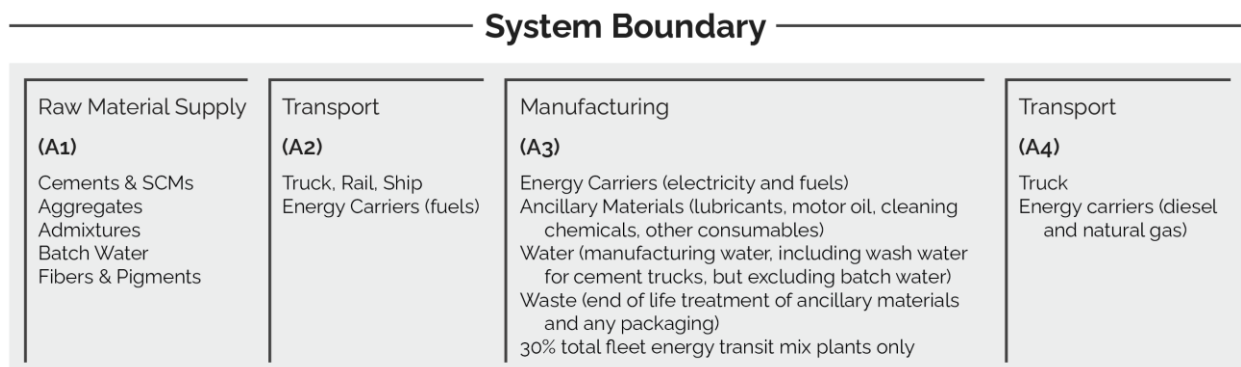 System Boundary
Raw Material Supply
(A1)
Cements & SCMs
Aggregates
Admixtures
Batch Water
Fibers & Pigments
Transport
(A2)
Truck, Rail, Ship
Energy Carriers (fuels)
Manufacturing
(A3)
Energy Carriers (electricity and fuels)
Ancillary Materials (lubricants, motor oil, cleaning
chemicals, other consumables)
Water (manufacturing water, including wash water
for cement trucks, but excluding batch water)
Waste (end of life treatment of ancillary materials
and any packaging)
30% total fleet energy transit mix plants only
Transport
(A4)
Truck
Energy carriers (diesel
and natural gas)